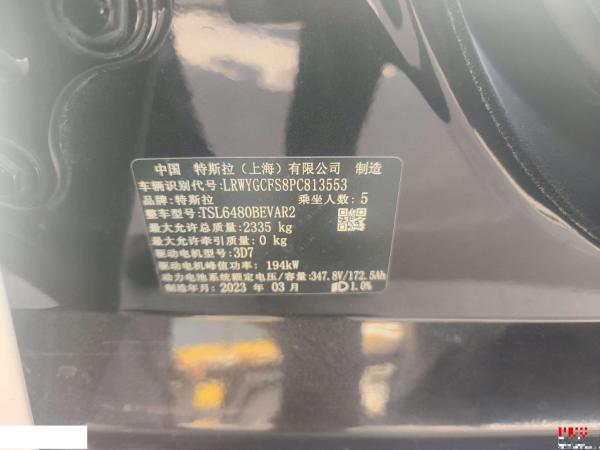 中国 特斯拉（上海）有限公司 制造
车辆识别代号:LRWYGCFS8PC813553
品牌:特斯拉 乘坐人数:5
整车型号:TSL6480BEVAR2
最大允许总质量:2335 kg
最大允许牵引质量:0 kg
驱动电机型号:3D7
驱动电机峰值功率: 194kW
动力电池系统额定电压/容量:347.8V/172.5Ah
制造年月:2023 年 03 月 1.0%